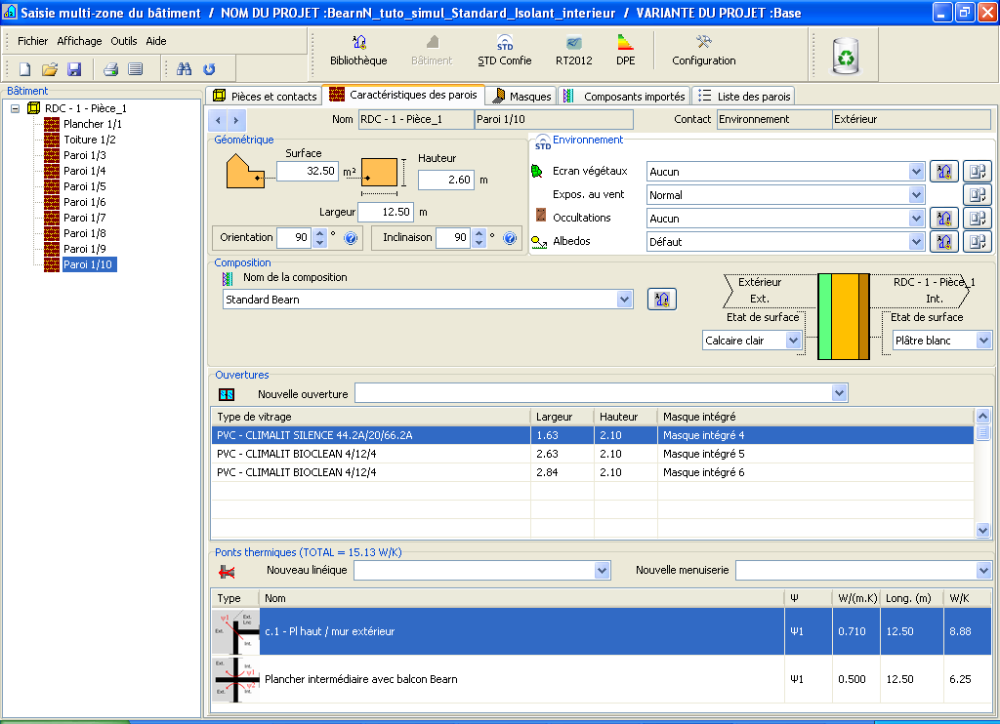 Saisie multi-zone du bâtiment / NOM DU PROJET :BearnN_tuto_simul_Standard_Isolant_interieur / VARIANTE DU PROJET :Base
Fichier Affichage Outils Aide
Bibliothèque
Bâtiment
STD
STD Comfie
RT2012
DPE
Configuration
Bâtiment
RDC - 1 - Pièce_1
Plancher 1/1
Toiture 1/2
Paroi 1/3
Paroi 1/4
Paroi 1/5
Paroi 1/6
Paroi 1/7
Paroi 1/8
Paroi 1/9
Paroi 1/10
Pièces et contacts
Caractéristiques des parois
Masques
Composants importés
Liste des parois
Nom RDC - 1 - Pièce_1 Paroi 1/10 Contact Environnement Extérieur
Géométrique
Surface
32.50 m²
Hauteur
2.60 m
Largeur 12.50 m
Orientation 90 ° ? Inclinaison 90 ° ?
STD Environnement
Ecran végétaux Aucun
Expos. au vent Normal
Occultations Aucun
Albedos Défaut
Composition
Nom de la composition
Standard Bearn
Extérieur
Ext.
RDC - 1 - Pièce_1
Int.
Etat de surface
Calcaire clair
Etat de surface
Plâtre blanc
Ouvertures
Nouvelle ouverture
Type de vitrage Largeur Hauteur Masque intégré
PVC - CLIMALIT SILENCE 44.2A/20/66.2A 1.63 2.10 Masque intégré 4
PVC - CLIMALIT BIOCLEAN 4/12/4 2.63 2.10 Masque intégré 5
PVC - CLIMALIT BIOCLEAN 4/12/4 2.84 2.10 Masque intégré 6
Ponts thermiques (TOTAL = 15.13 W/K)
Nouveau linéique Nouvelle menuiserie
Type Nom Ψ W/(m.K) Long. (m) W/K
Ψ1 Ext. Lnc Ext. Int.
c.1 - Pl haut / mur extérieur Ψ1 0.710 12.50 8.88
Ext. Int. Ψ1 Ψ2 Ext. Int.
Plancher intermédiaire avec balcon Bearn Ψ1 0.500 12.50 6.25